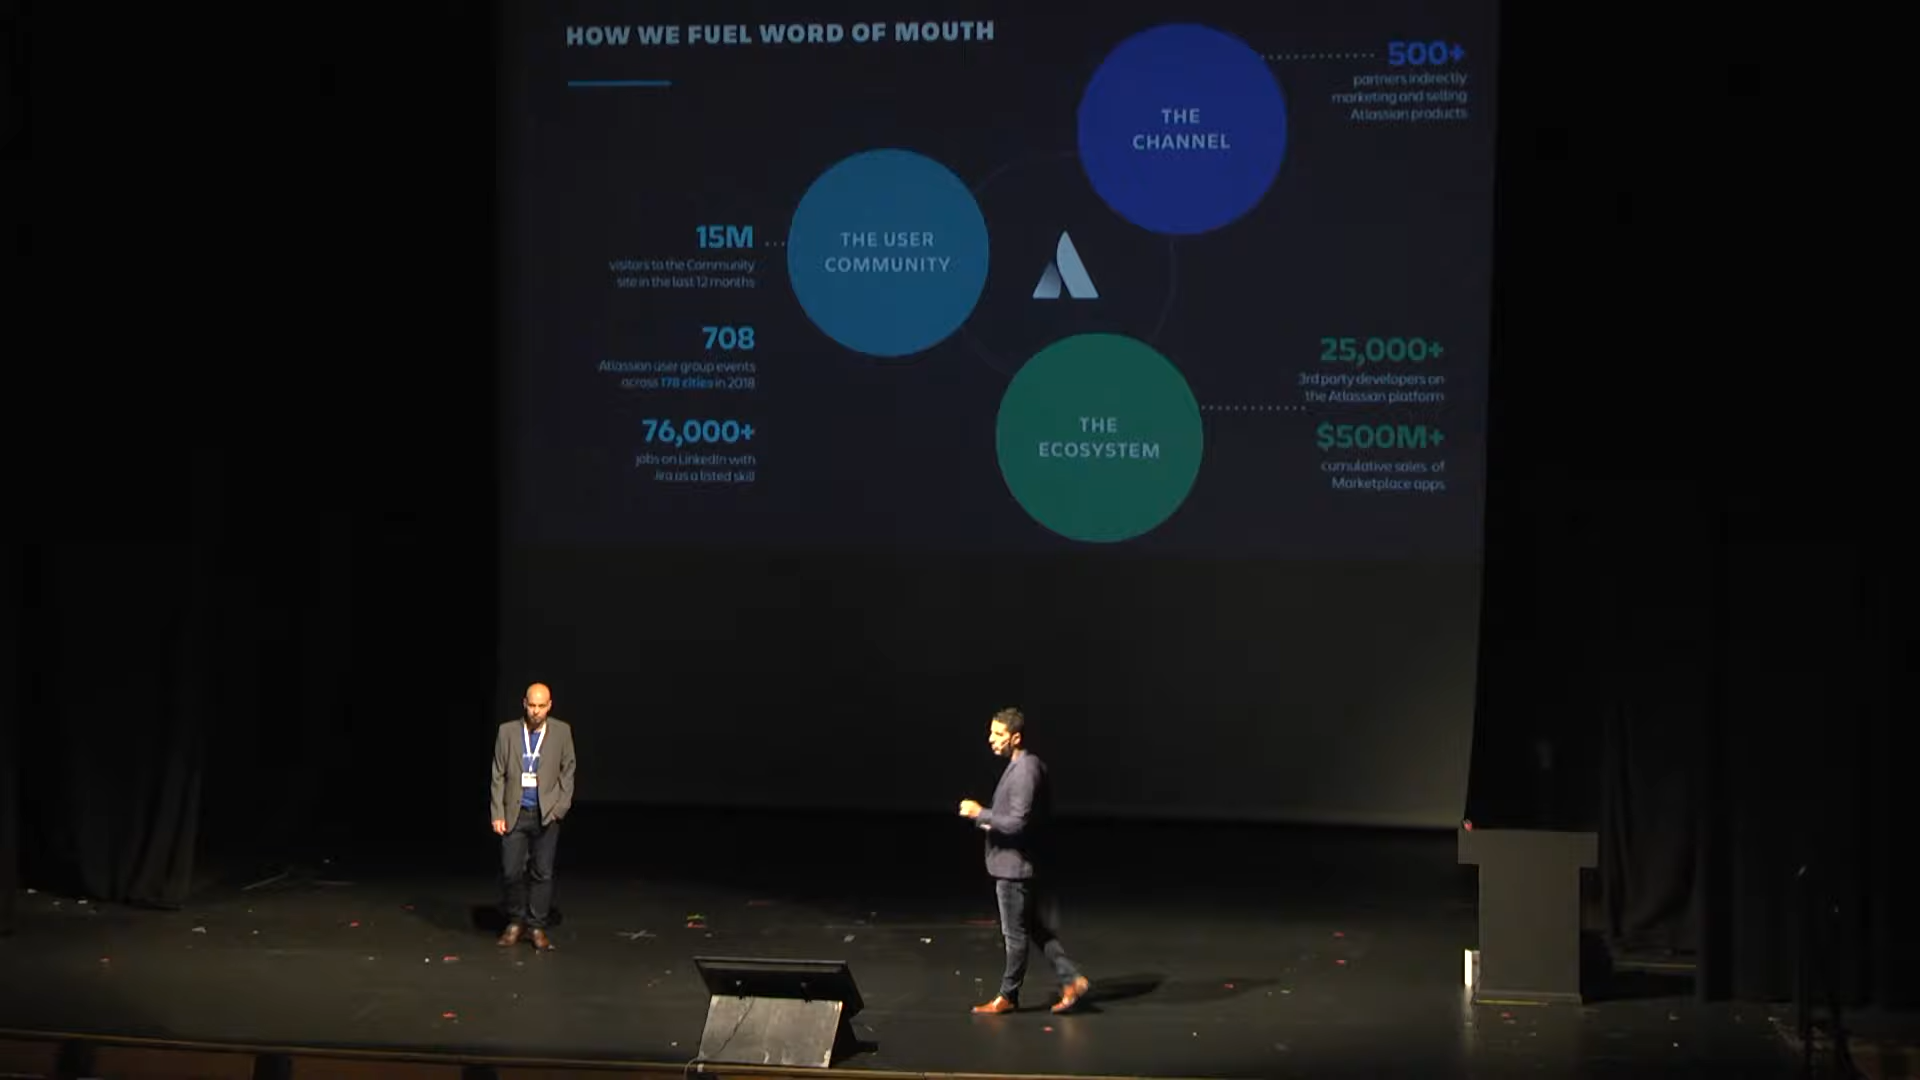 HOW WE FUEL WORD OF MOUTH
THE
CHANNEL
500+
partners indirectly
marketing and selling
Atlassian products
THE USER
COMMUNITY
15M
visitors to the Community
site in the last 12 months
708
Atlassian user group events
across 178 cities in 2018
76,000+
jobs on LinkedIn with
Jira as a listed skill
THE
ECOSYSTEM
25,000+
3rd party developers on
the Atlassian platform
$500M+
cumulative sales of
Marketplace apps